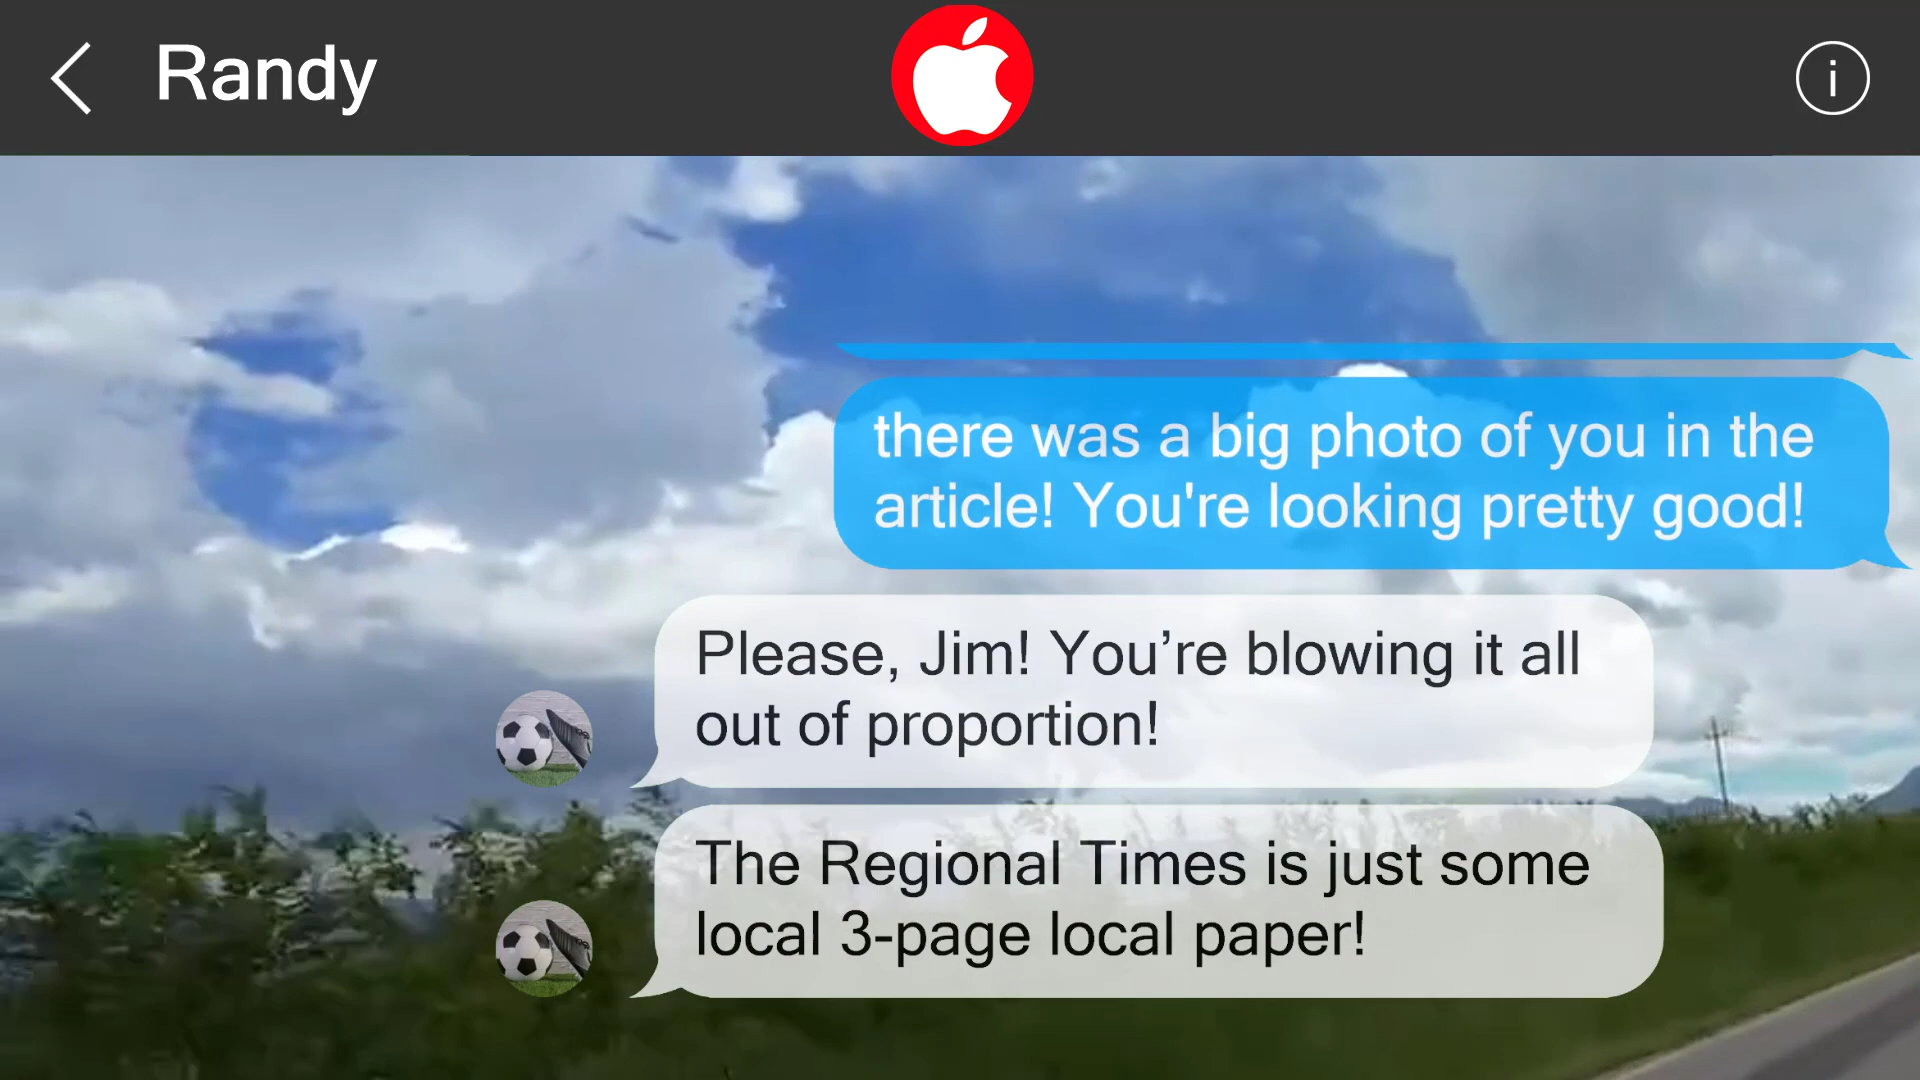 Randy
i
there was a big photo of you in the
article! You're looking pretty good!
Please, Jim! You’re blowing it all
out of proportion!
The Regional Times is just some
local 3-page local paper!